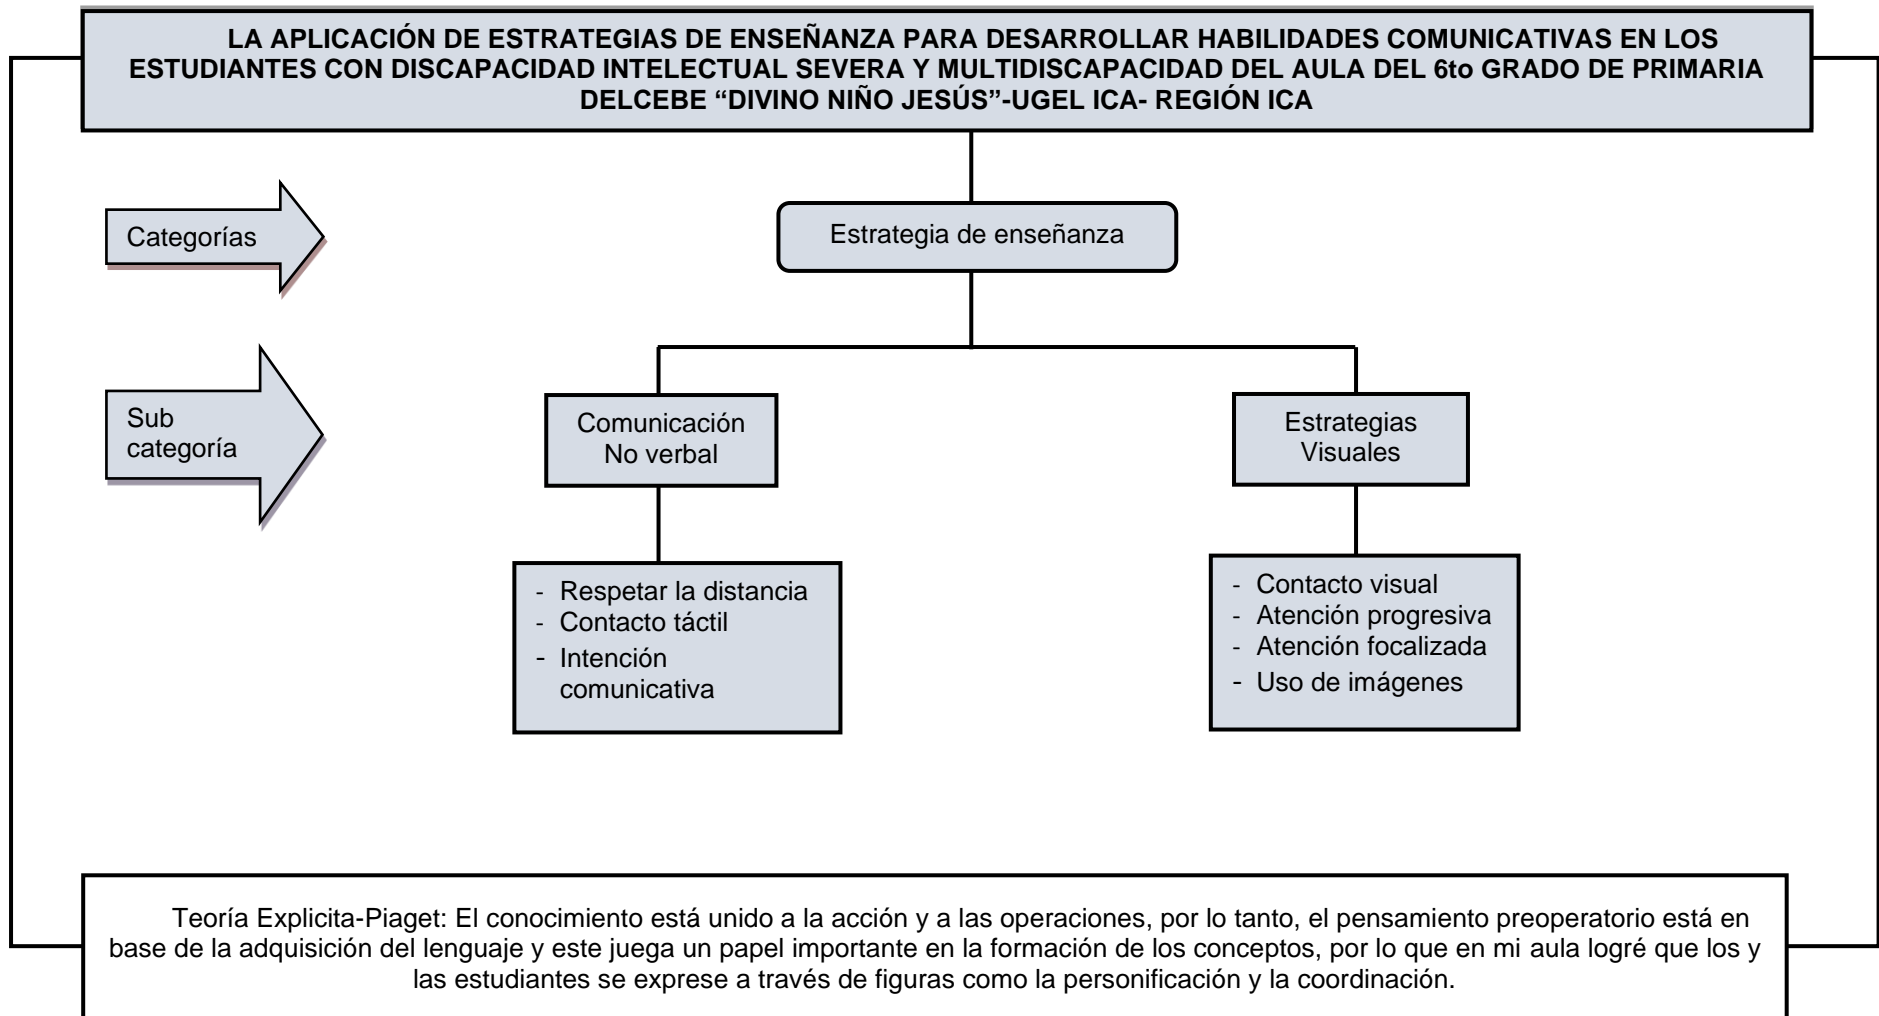 LA APLICACIÓN DE ESTRATEGIAS DE ENSEÑANZA PARA DESARROLLAR HABILIDADES COMUNICATIVAS EN LOS
ESTUDIANTES CON DISCAPACIDAD INTELECTUAL SEVERA Y MULTIDISCAPACIDAD DEL AULA DEL 6to GRADO DE PRIMARIA
DELCEBE “DIVINO NIÑO JESÚS”-UGEL ICA- REGIÓN ICA
Categorías
Estrategia de enseñanza
Sub
categoría
Comunicación
No verbal
Estrategias
Visuales
- Respetar la distancia
- Contacto táctil
- Intención
comunicativa
- Contacto visual
- Atención progresiva
- Atención focalizada
- Uso de imágenes
Teoría Explicita-Piaget: El conocimiento está unido a la acción y a las operaciones, por lo tanto, el pensamiento preoperatorio está en
base de la adquisición del lenguaje y este juega un papel importante en la formación de los conceptos, por lo que en mi aula logré que los y
las estudiantes se exprese a través de figuras como la personificación y la coordinación.